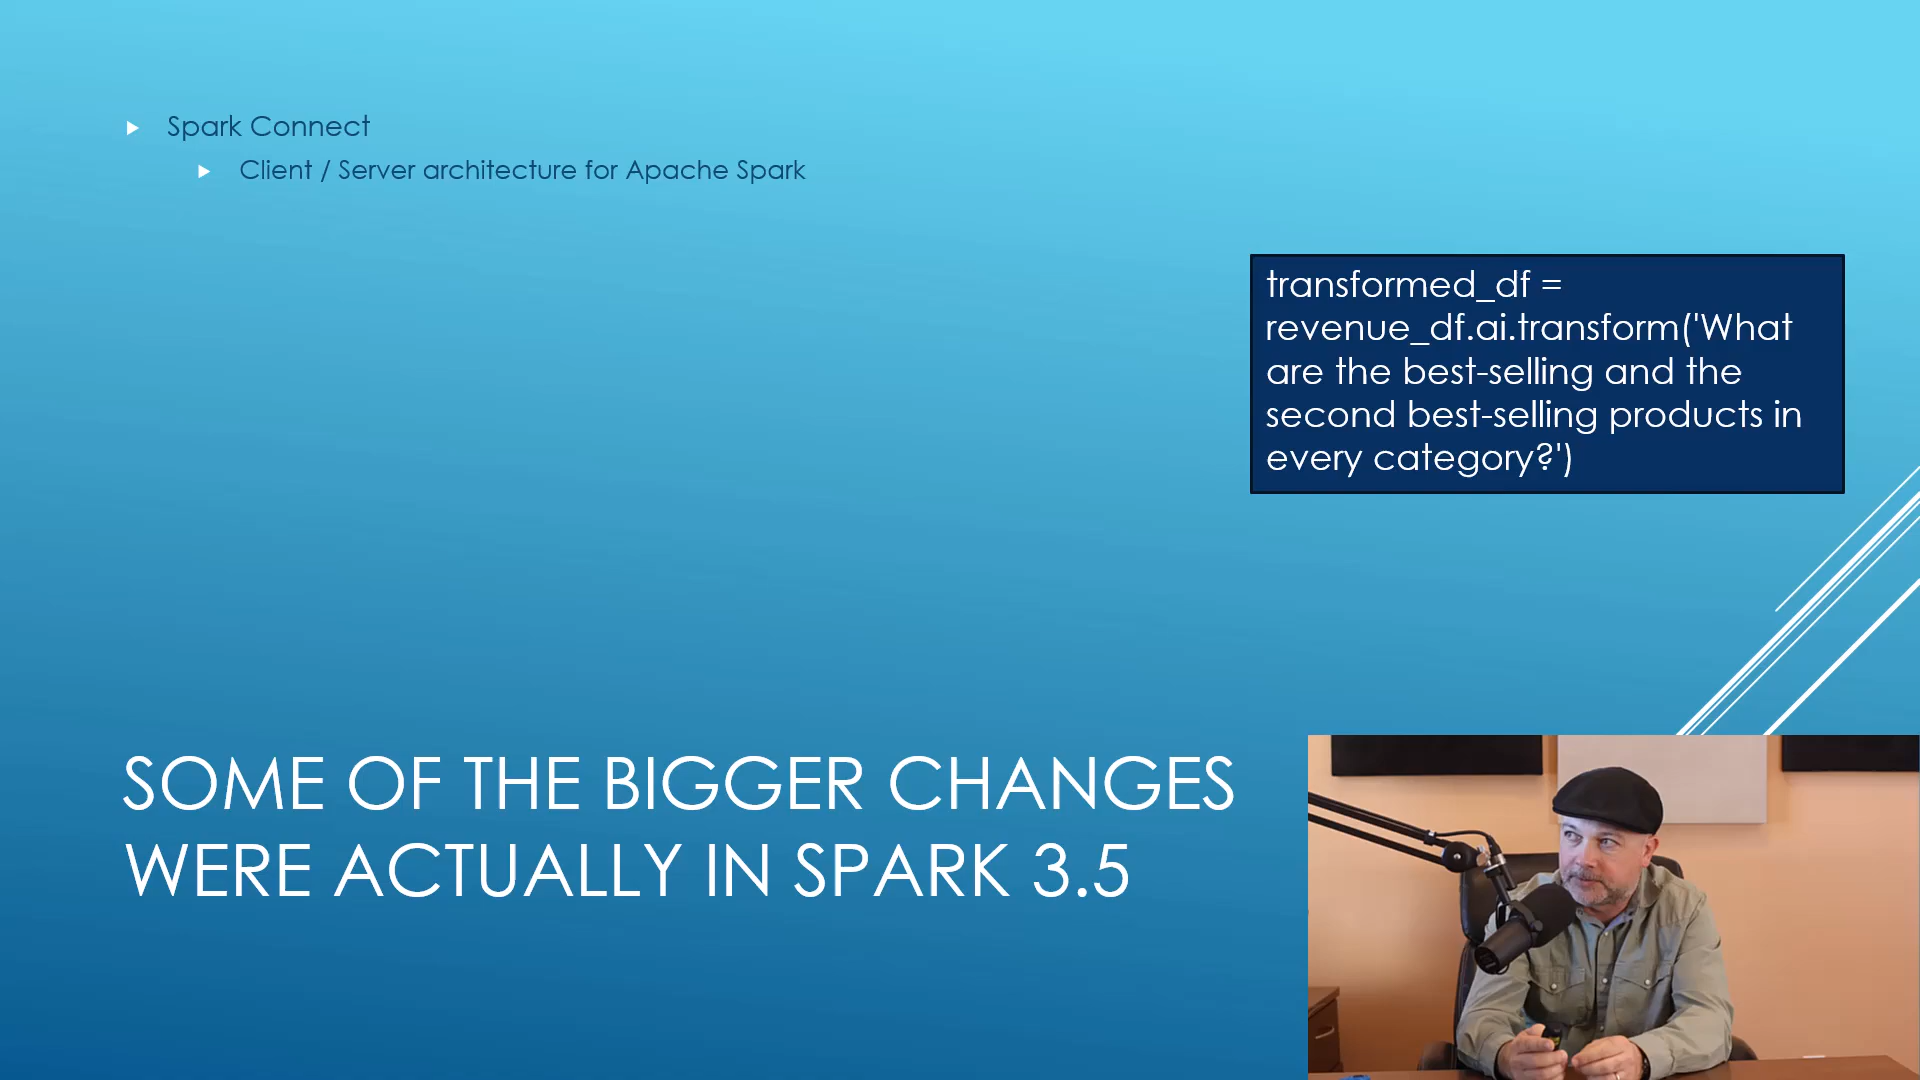 Spark Connect
Client / Server architecture for Apache Spark
transformed_df =
revenue_df.ai.transform('What
are the best-selling and the
second best-selling products in
every category?')
SOME OF THE BIGGER CHANGES
WERE ACTUALLY IN SPARK 3.5